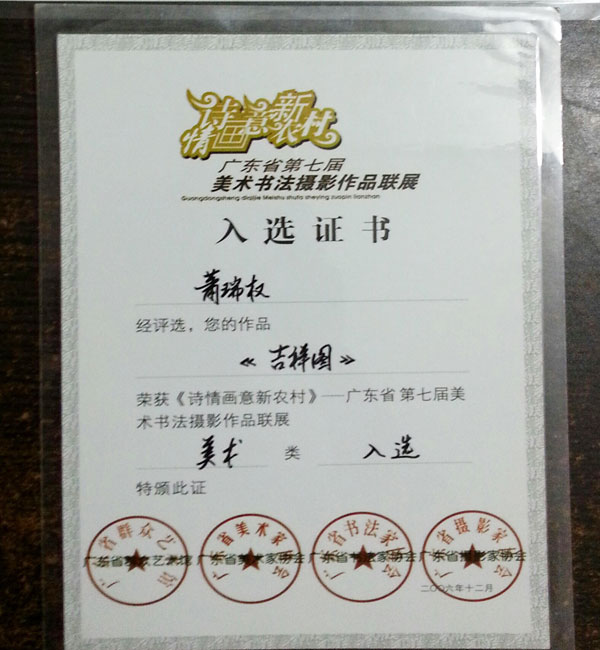 诗情画意新农村
广东省第七届
美术书法摄影作品联展
Guangdongsheng diqijie Meishu shufa sheying zuopin lianzhan
入选证书
萧瑞权
经评选，您的作品
《吉祥图》
荣获《诗情画意新农村》—广东省第七届美
术书法摄影作品联展
美术 类 入选
特颁此证
广东省群众艺术馆 广东省美术家协会 广东省书法家协会 广东省摄影家协会
二〇〇六年十二月